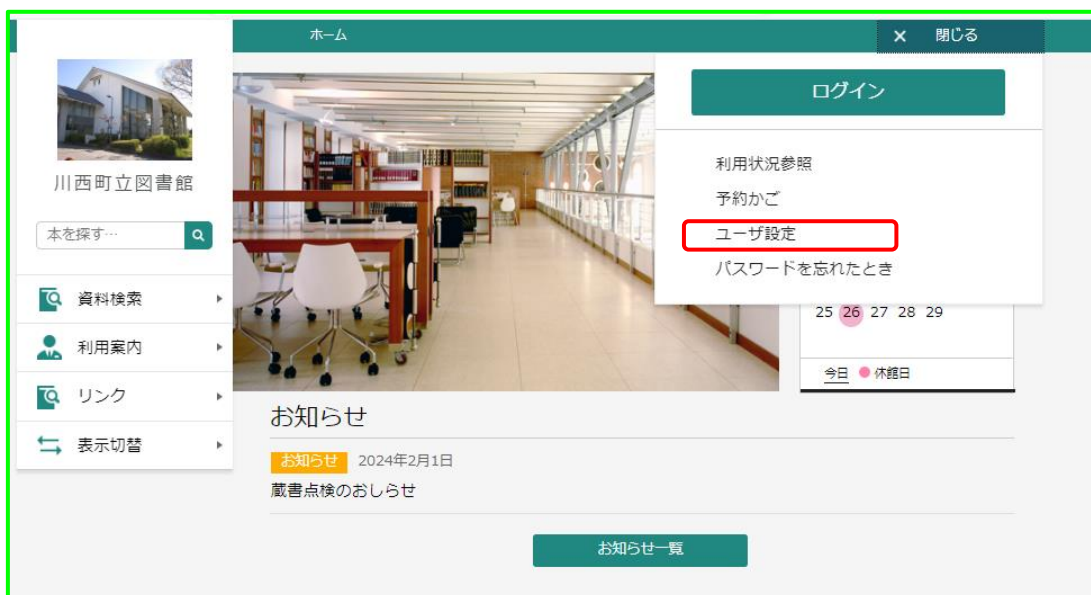 ホーム
× 閉じる
川西町立図書館
本を探す…
資料検索
利用案内
リンク
表示切替
ログイン
利用状況参照
予約かご
ユーザ設定
パスワードを忘れたとき
25 26 27 28 29
今日 休館日
お知らせ
お知らせ 2024年2月1日
蔵書点検のおしらせ
お知らせ一覧